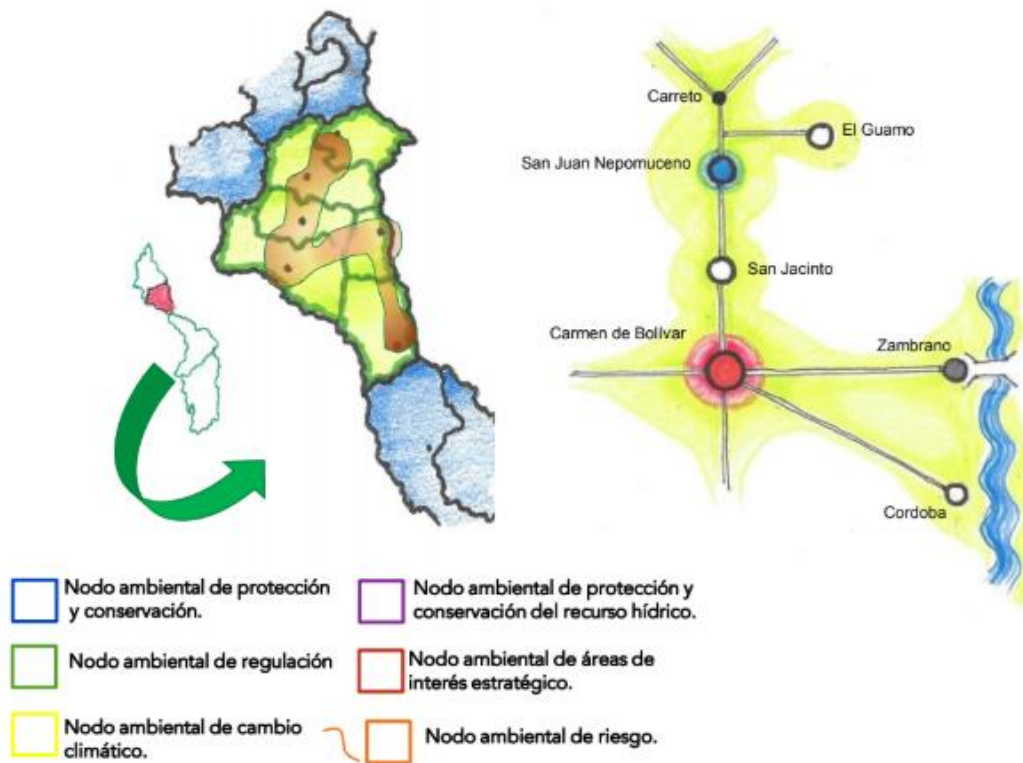 Carreto
El Guamo
San Juan Nepomuceno
San Jacinto
Carmen de Bolívar
Zambrano
Cordoba
Nodo ambiental de protección
y conservación.
Nodo ambiental de protección y
conservación del recurso hídrico.
Nodo ambiental de regulación
Nodo ambiental de áreas de
interés estratégico.
Nodo ambiental de cambio
climático.
Nodo ambiental de riesgo.